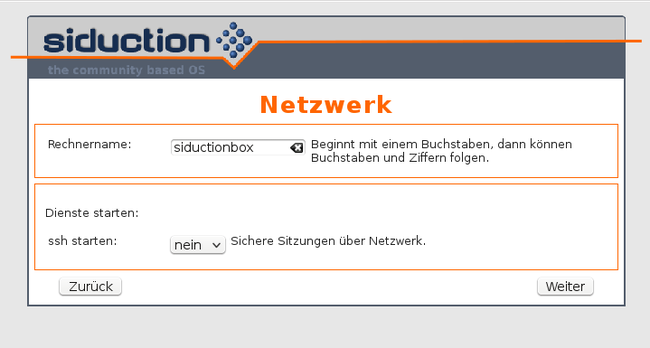 siduction
the community based OS
Netzwerk
Rechnername: siductionbox Beginnt mit einem Buchstaben, dann können
Buchstaben und Ziffern folgen.
Dienste starten:
ssh starten: nein Sichere Sitzungen über Netzwerk.
Zurück Weiter